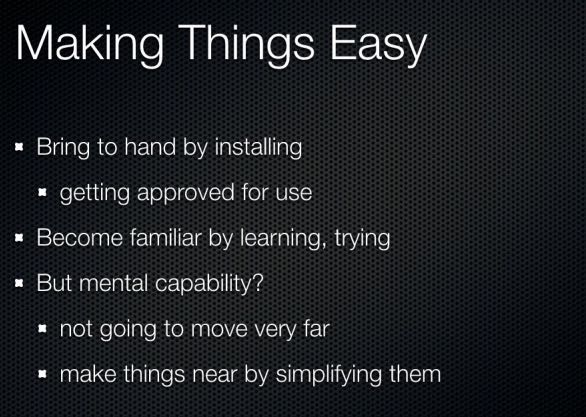 Making Things Easy
Bring to hand by installing
getting approved for use
Become familiar by learning, trying
But mental capability?
not going to move very far
make things near by simplifying them